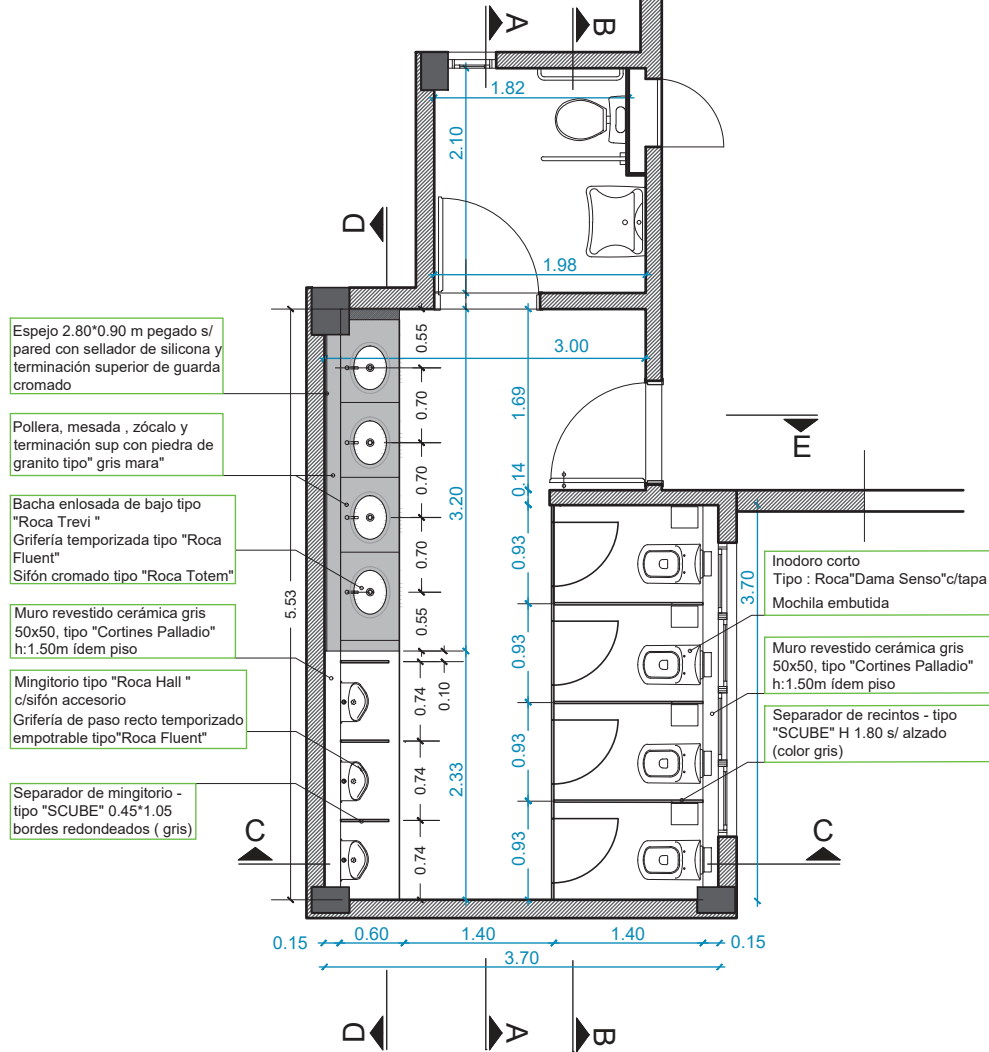 A
B
1.82
2.10
D
1.98
Espejo 2.80*0.90 m pegado s/
pared con sellador de silicona y
terminación superior de guarda
cromado
0.55
3.00
1.69
E
Pollera, mesada , zócalo y
terminación sup con piedra de
granito tipo" gris mara"
0.70
0.70
0.70
0.55
3.20
0.14
Bacha enlosada de bajo tipo
"Roca Trevi "
Grifería temporizada tipo "Roca
Fluent"
Sifón cromado tipo "Roca Totem"
5.53
0.93
0.93
0.93
0.93
3.70
Inodoro corto
Tipo : Roca"Dama Senso"c/tapa
Mochila embutida
Muro revestido cerámica gris
50x50, tipo "Cortines Palladio"
h:1.50m ídem piso
Muro revestido cerámica gris
50x50, tipo "Cortines Palladio"
h:1.50m ídem piso
Mingitorio tipo "Roca Hall "
c/sifón accesorio
Grifería de paso recto temporizado
empotrable tipo"Roca Fluent"
0.10
0.74
0.74
0.74
2.33
Separador de recintos - tipo
"SCUBE" H 1.80 s/ alzado
(color gris)
Separador de mingitorio -
tipo "SCUBE" 0.45*1.05
bordes redondeados ( gris)
C
C
0.15
0.60
1.40
1.40
0.15
3.70
D
A
B